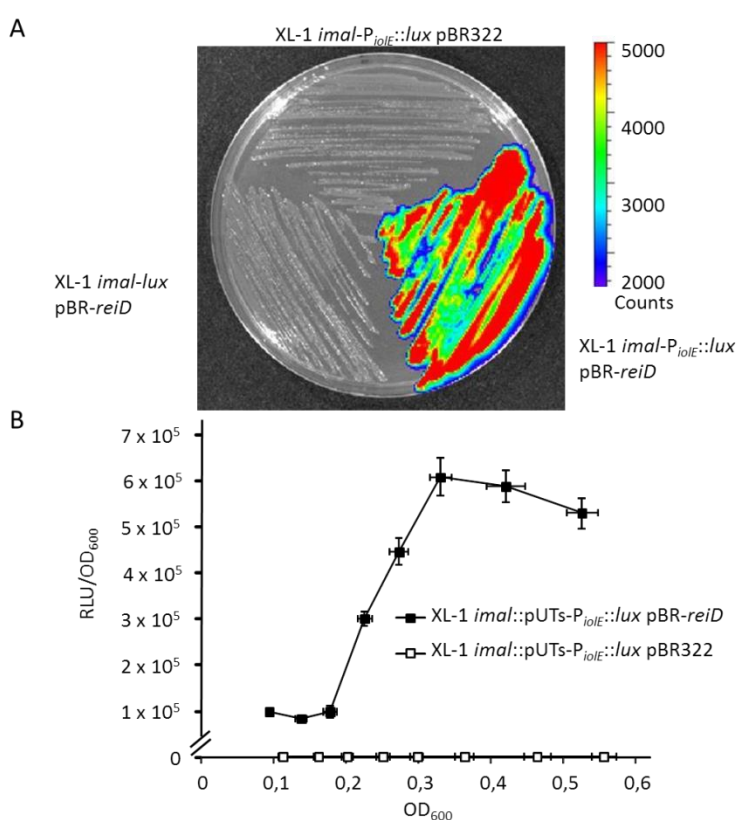 A
XL-1 imal-PiolE::lux pBR322
5000
4000
3000
2000
Counts
XL-1 imal-lux
pBR-reiD
XL-1 imal-PiolE::lux
pBR-reiD
B
7 x 10⁵
6 x 10⁵
5 x 10⁵
4 x 10⁵
3 x 10⁵
2 x 10⁵
1 x 10⁵
0
RLU/OD₆₀₀
XL-1 imal::pUTs-PiolE::lux pBR-reiD
XL-1 imal::pUTs-PiolE::lux pBR322
0 0,1 0,2 0,3 0,4 0,5 0,6
OD₆₀₀